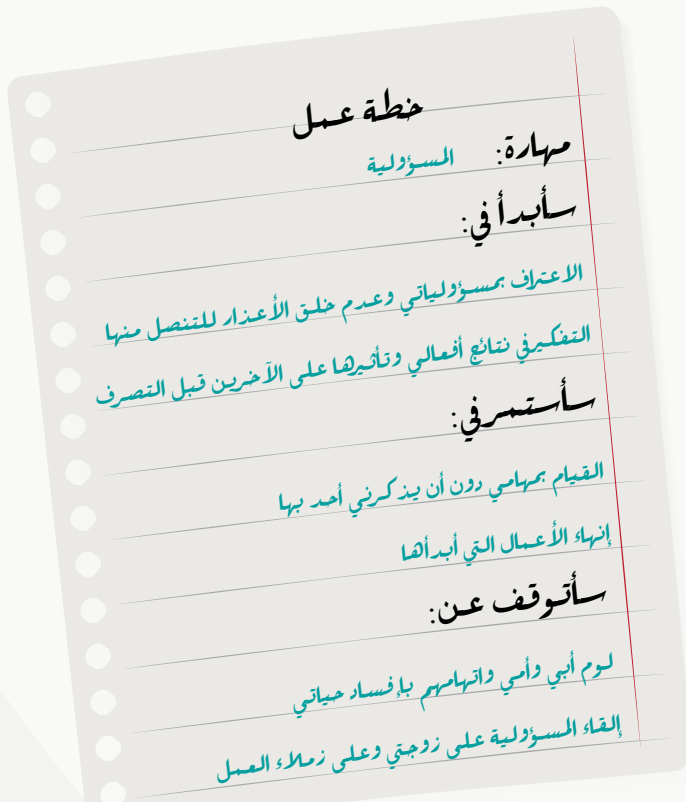 خطة عمل
مهارة: المسؤولية
سأبدأ في:
الاعتراف بمسؤولياتي وعدم خلق الأعذار للتنصل منها
التفكير في نتائج أفعالي وتأثيرها على الآخرين قبل التصرف
سأستمر في:
القيام بمهامي دون أن يذكرني أحد بها
إنهاء الأعمال التي أبدأها
سأتوقف عن:
لوم أبي وأمي واتهامهم بإفساد حياتي
إلقاء المسؤولية على زوجتي وعلى زملاء العمل